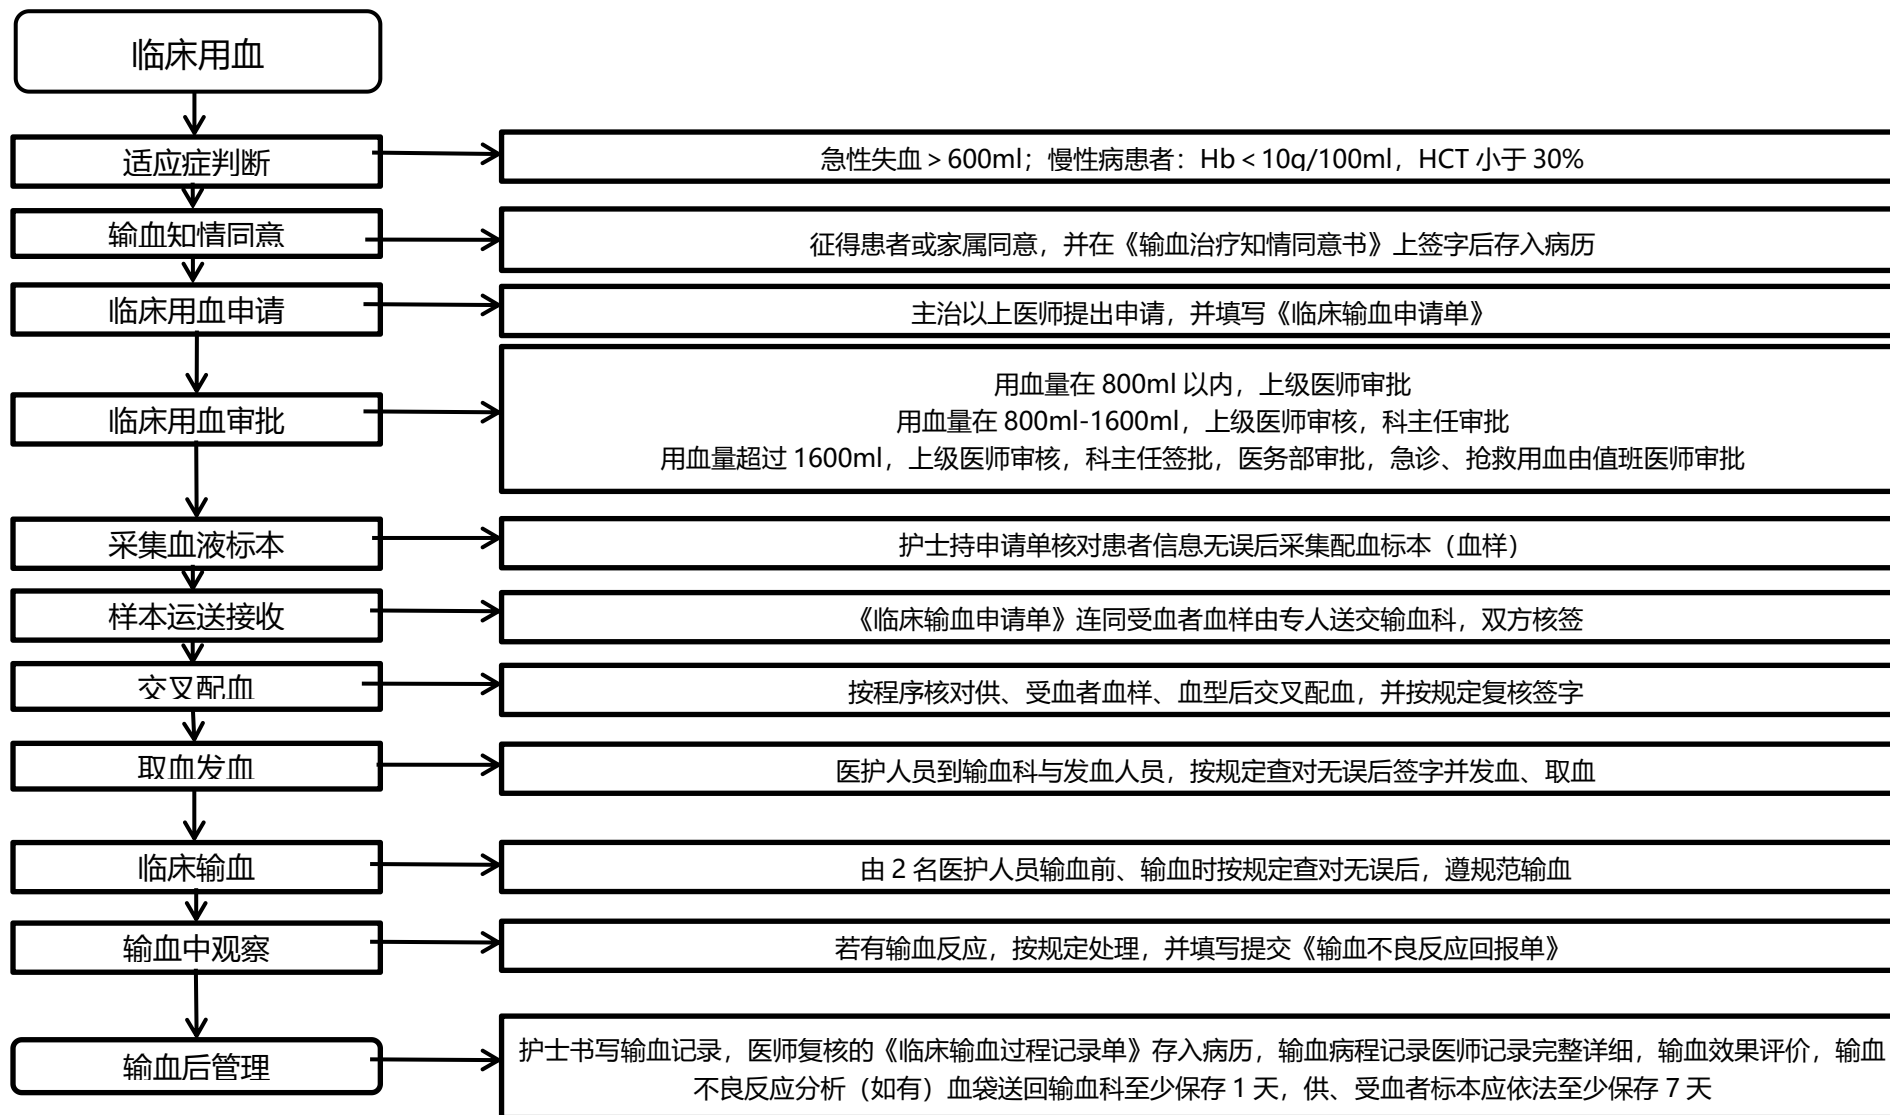 临床用血
适应症判断
急性失血＞600ml；慢性病患者：Hb＜10g/100ml，HCT 小于 30%
输血知情同意
征得患者或家属同意，并在《输血治疗知情同意书》上签字后存入病历
临床用血申请
主治以上医师提出申请，并填写《临床输血申请单》
临床用血审批
用血量在 800ml 以内，上级医师审批
用血量在 800ml-1600ml，上级医师审核，科主任审批
用血量超过 1600ml，上级医师审核，科主任签批，医务部审批，急诊、抢救用血由值班医师审批
采集血液标本
护士持申请单核对患者信息无误后采集配血标本（血样）
样本运送接收
《临床输血申请单》连同受血者血样由专人送交输血科，双方核签
交叉配血
按程序核对供、受血者血样、血型后交叉配血，并按规定复核签字
取血发血
医护人员到输血科与发血人员，按规定查对无误后签字并发血、取血
临床输血
由 2 名医护人员输血前、输血时按规定查对无误后，遵规范输血
输血中观察
若有输血反应，按规定处理，并填写提交《输血不良反应回报单》
输血后管理
护士书写输血记录，医师复核的《临床输血过程记录单》存入病历，输血病程记录医师记录完整详细，输血效果评价，输血
不良反应分析（如有）血袋送回输血科至少保存 1 天，供、受血者标本应依法至少保存 7 天